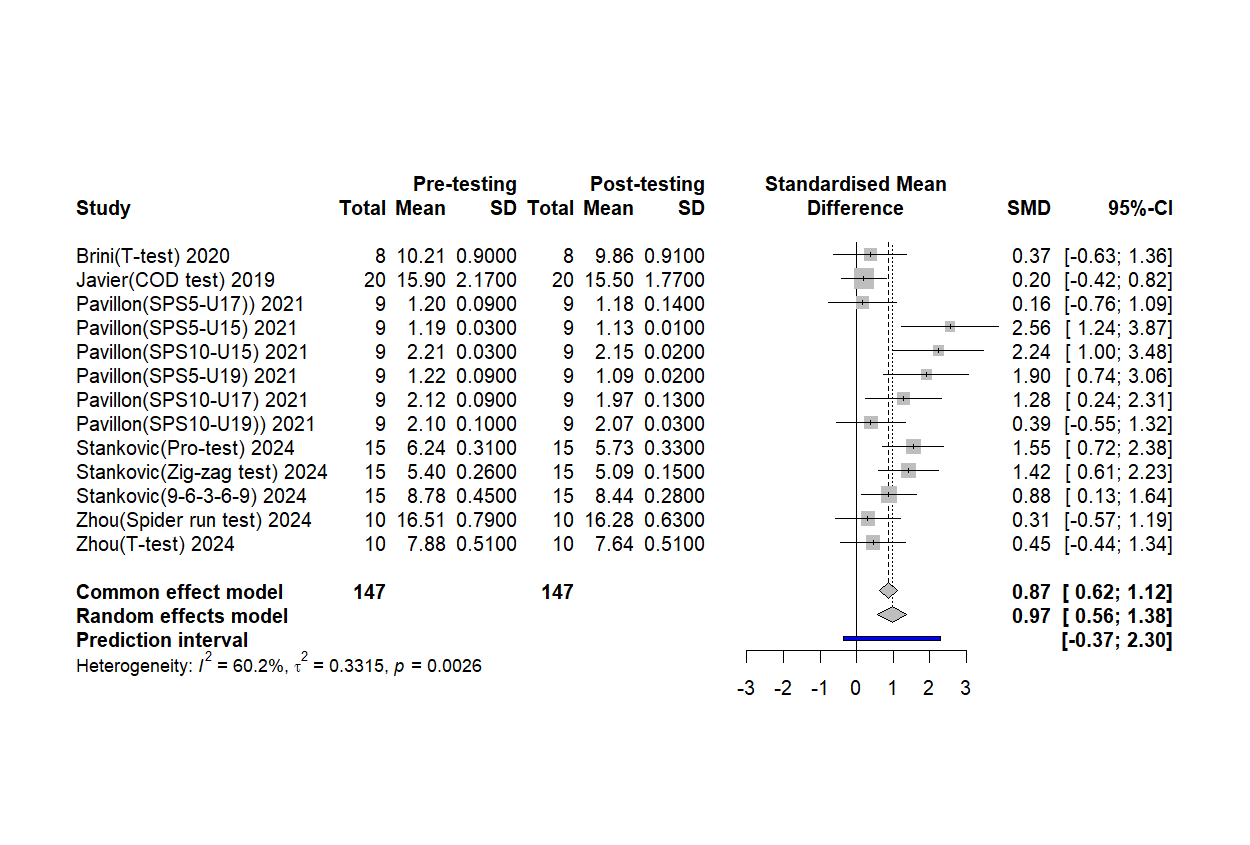 Pre-testing Post-testing Standardised Mean
Study Total Mean SD Total Mean SD Difference SMD 95%-CI
Brini(T-test) 2020 8 10.21 0.9000 8 9.86 0.9100 0.37 [-0.63; 1.36]
Javier(COD test) 2019 20 15.90 2.1700 20 15.50 1.7700 0.20 [-0.42; 0.82]
Pavillon(SPS5-U17)) 2021 9 1.20 0.0900 9 1.18 0.1400 0.16 [-0.76; 1.09]
Pavillon(SPS5-U15) 2021 9 1.19 0.0300 9 1.13 0.0100 2.56 [ 1.24; 3.87]
Pavillon(SPS10-U15) 2021 9 2.21 0.0300 9 2.15 0.0200 2.24 [ 1.00; 3.48]
Pavillon(SPS5-U19) 2021 9 1.22 0.0900 9 1.09 0.0200 1.90 [ 0.74; 3.06]
Pavillon(SPS10-U17) 2021 9 2.12 0.0900 9 1.97 0.1300 1.28 [ 0.24; 2.31]
Pavillon(SPS10-U19)) 2021 9 2.10 0.1000 9 2.07 0.0300 0.39 [-0.55; 1.32]
Stankovic(Pro-test) 2024 15 6.24 0.3100 15 5.73 0.3300 1.55 [ 0.72; 2.38]
Stankovic(Zig-zag test) 2024 15 5.40 0.2600 15 5.09 0.1500 1.42 [ 0.61; 2.23]
Stankovic(9-6-3-6-9) 2024 15 8.78 0.4500 15 8.44 0.2800 0.88 [ 0.13; 1.64]
Zhou(Spider run test) 2024 10 16.51 0.7900 10 16.28 0.6300 0.31 [-0.57; 1.19]
Zhou(T-test) 2024 10 7.88 0.5100 10 7.64 0.5100 0.45 [-0.44; 1.34]
Common effect model 147 147 0.87 [ 0.62; 1.12]
Random effects model 0.97 [ 0.56; 1.38]
Prediction interval [-0.37; 2.30]
Heterogeneity: I² = 60.2%, τ² = 0.3315, p = 0.0026
-3 -2 -1 0 1 2 3